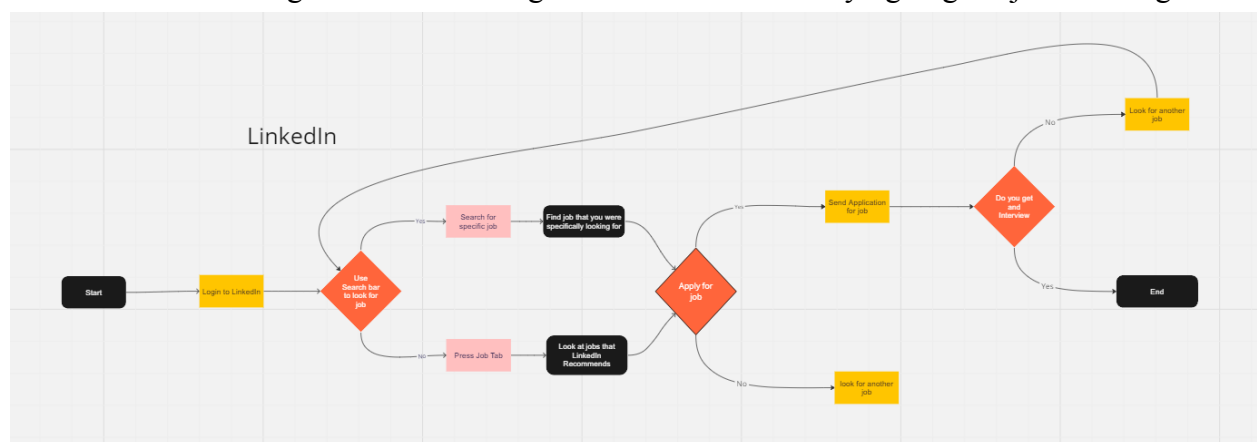 LinkedIn
Start
Login to LinkedIn
Use
Search bar
to look for
job
Yes
Search for
specific job
Find job that you were
specifically looking for
No
Press Job Tab
Look at jobs that
LinkedIn
Recommends
Apply for
job
Yes
Send Application
for job
No
look for another
job
Do you get
and
Interview
No
Look for another
job
Yes
End